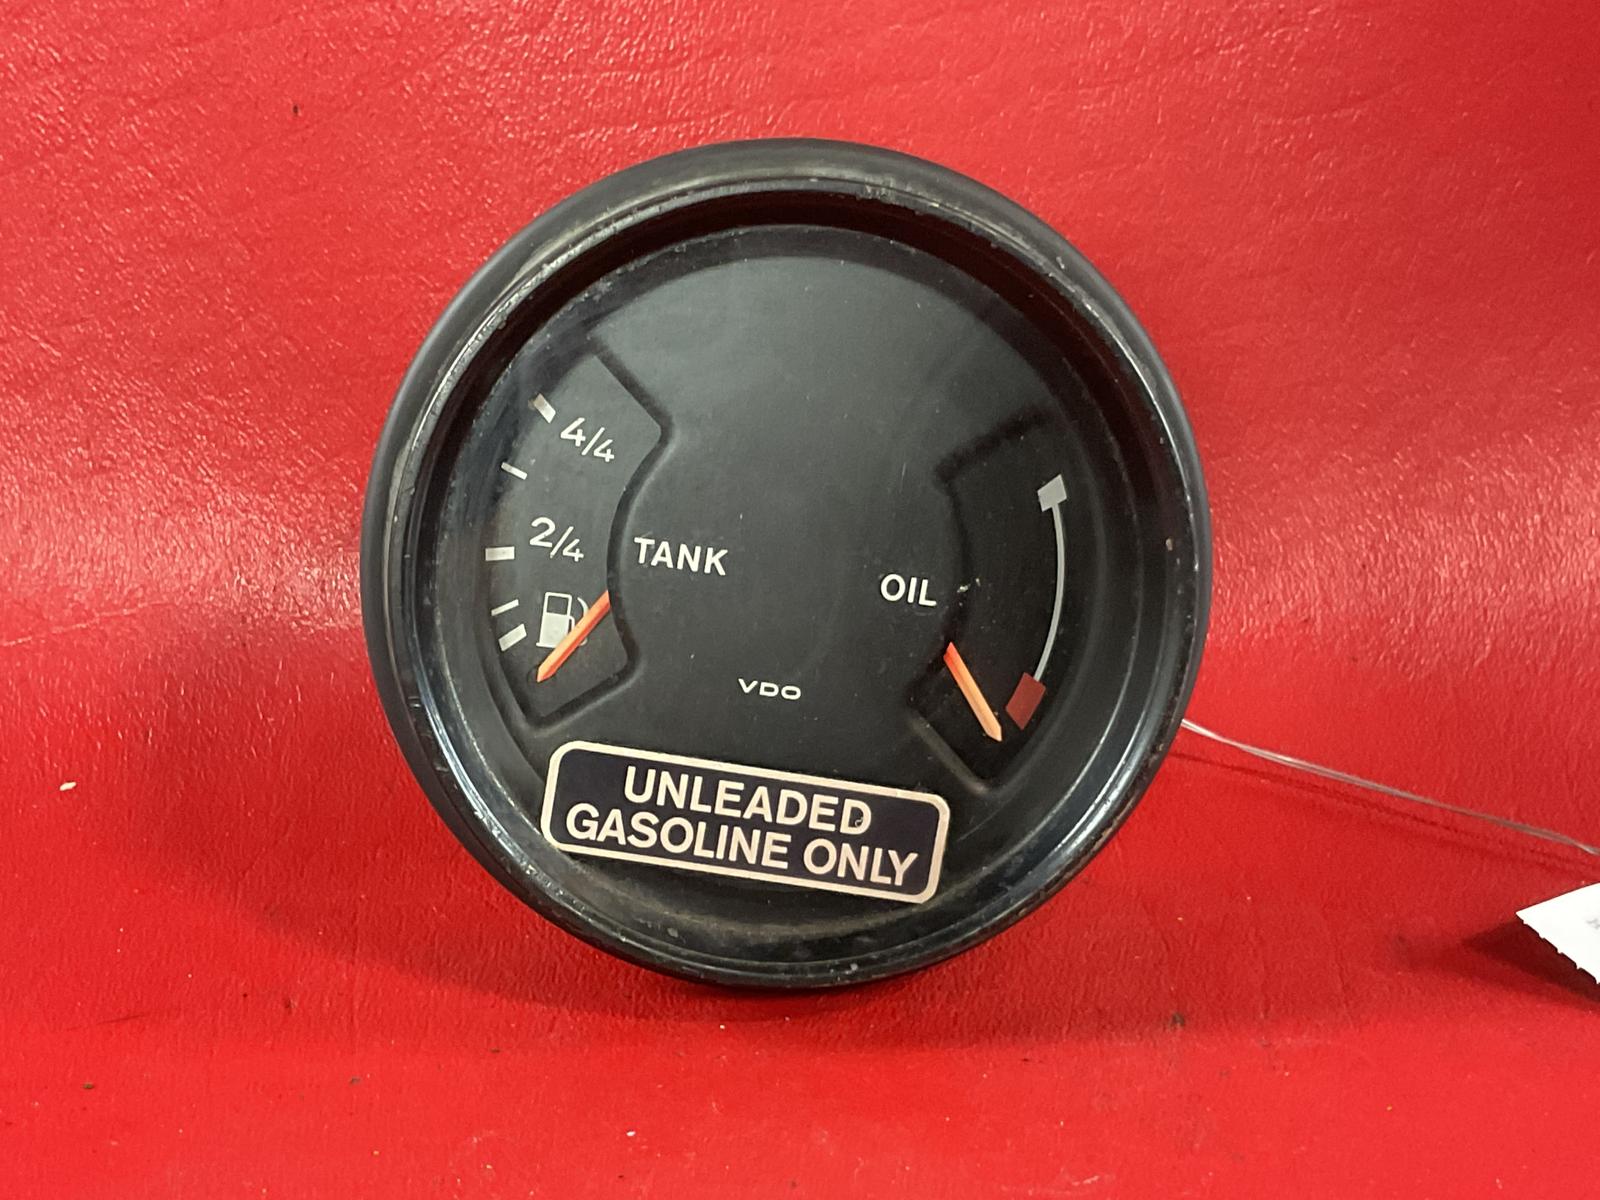 4/4
2/4
TANK
OIL
VDO
UNLEADED
GASOLINE ONLY